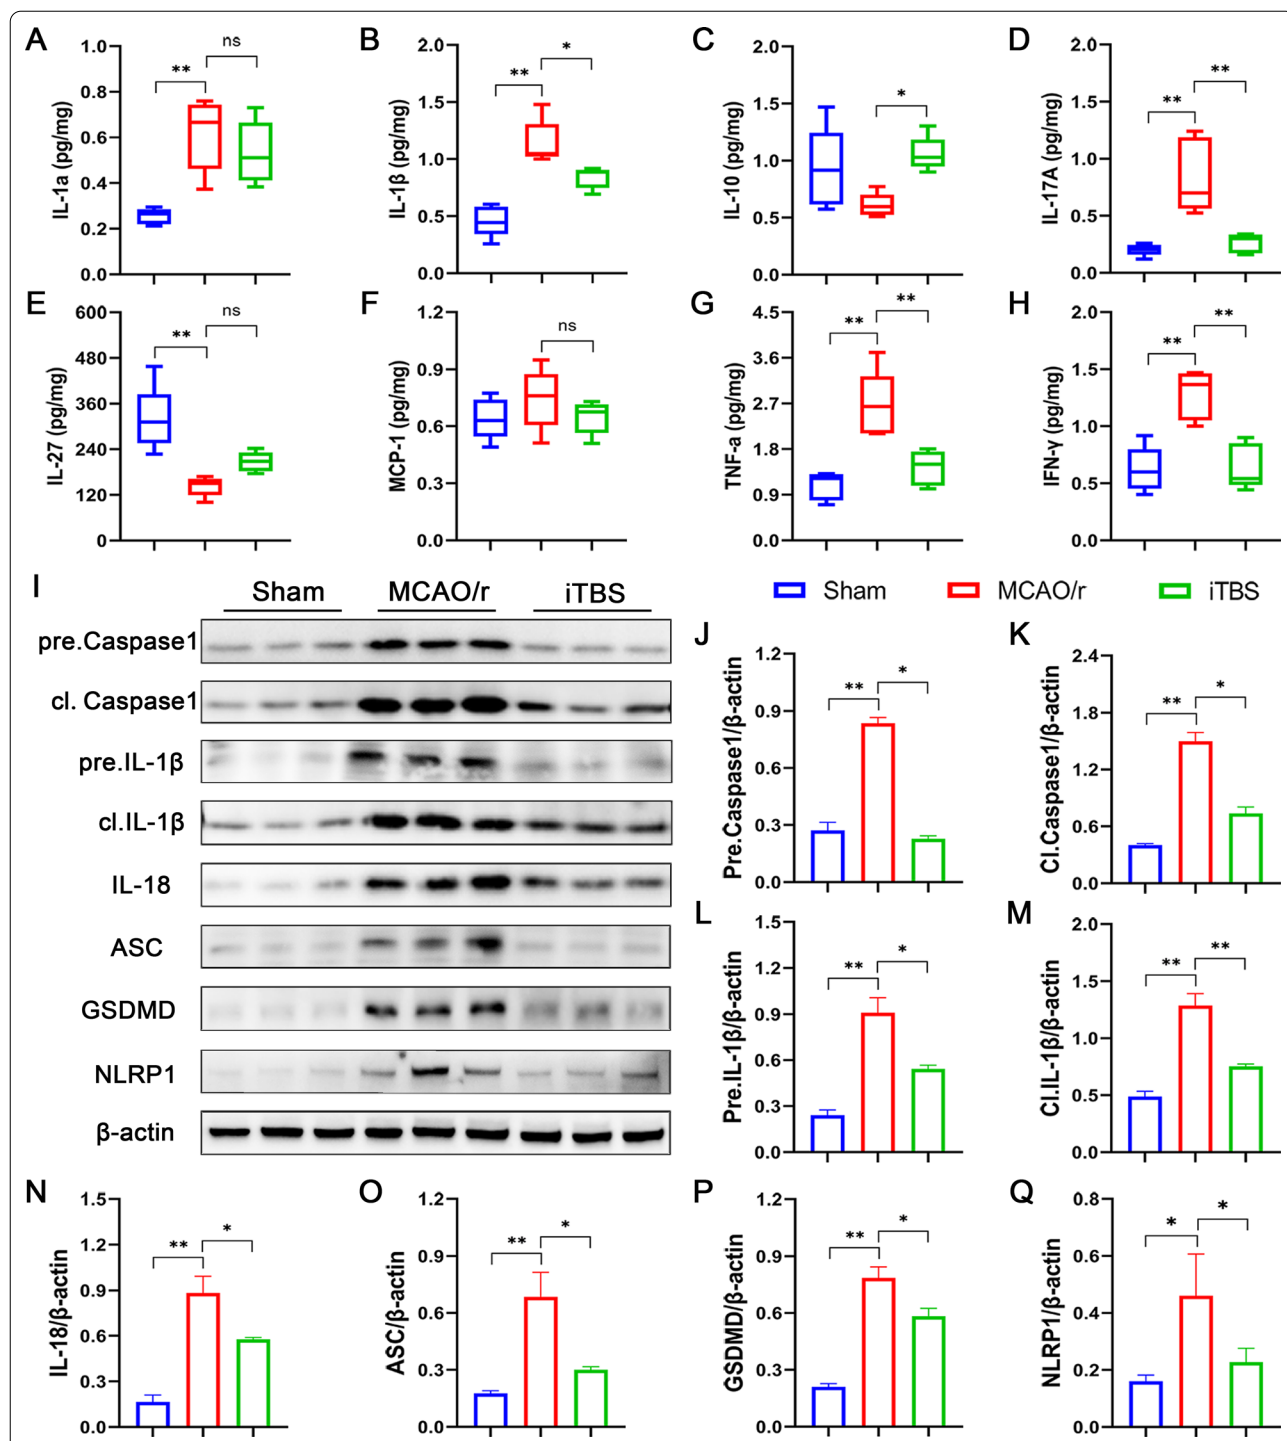 A
IL-1a (pg/mg)
1.0
0.8
0.6
0.4
0.2
0.0
**
ns
B
IL-1β (pg/mg)
2.0
1.5
1.0
0.5
0.0
**
*
C
IL-10 (pg/mg)
2.0
1.5
1.0
0.5
0.0
*
D
IL-17A (pg/mg)
2.0
1.5
1.0
0.5
0.0
**
**
E
IL-27 (pg/mg)
600
480
360
240
120
0
**
ns
F
MCP-1 (pg/mg)
1.2
0.9
0.6
0.3
0.0
ns
G
TNF-a (pg/mg)
4.5
3.6
2.7
1.8
0.9
0.0
**
**
H
IFN-γ (pg/mg)
2.0
1.5
1.0
0.5
0.0
**
**
I
Sham MCAO/r iTBS
pre.Caspase1
cl. Caspase1
pre.IL-1β
cl.IL-1β
IL-18
ASC
GSDMD
NLRP1
β-actin
Sham MCAO/r iTBS
J
Pre.Caspase1/β-actin
1.2
0.9
0.6
0.3
0.0
**
*
K
Cl.Caspase1/β-actin
2.4
1.8
1.2
0.6
0.0
**
*
L
Pre.IL-1β/β-actin
1.5
1.2
0.9
0.6
0.3
0.0
**
*
M
Cl.IL-1β/β-actin
2.0
1.5
1.0
0.5
0.0
**
**
N
IL-18/β-actin
1.5
1.2
0.9
0.6
0.3
0.0
**
*
O
ASC/β-actin
1.2
0.9
0.6
0.3
0.0
**
*
P
GSDMD/β-actin
1.2
0.9
0.6
0.3
0.0
**
*
Q
NLRP1/β-actin
0.8
0.6
0.4
0.2
0.0
*
*